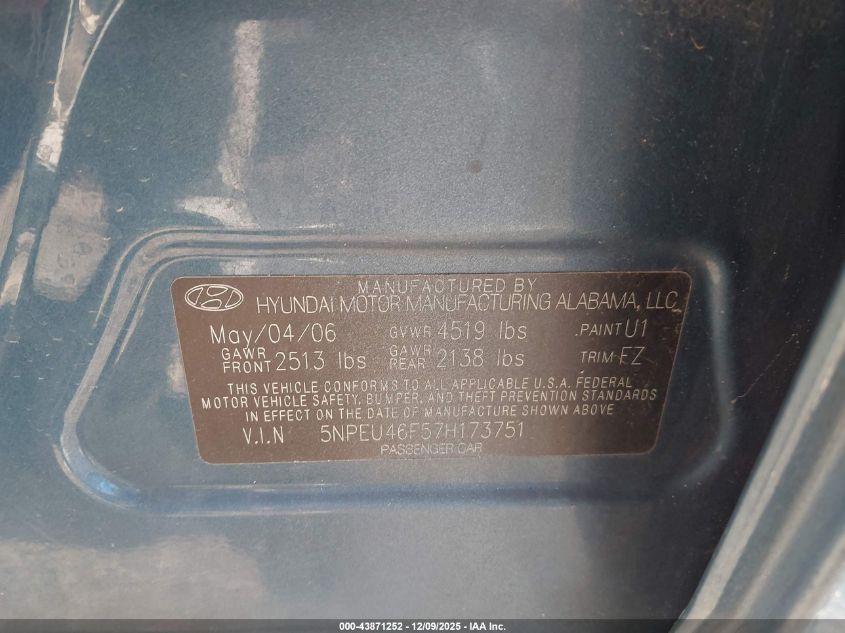 MANUFACTURED BY
HYUNDAI MOTOR MANUFACTURING ALABAMA, LLC
May/04/06 GVWR 4519 lbs PAINT U1
GAWR FRONT 2513 lbs GAWR REAR 2138 lbs TRIM FZ
THIS VEHICLE CONFORMS TO ALL APPLICABLE U.S.A. FEDERAL
MOTOR VEHICLE SAFETY, BUMPER, AND THEFT PREVENTION STANDARDS
IN EFFECT ON THE DATE OF MANUFACTURE SHOWN ABOVE
V.I.N 5NPEU46F57H173751
PASSENGER CAR
000-43871252 - 12/09/2025 - IAA Inc.